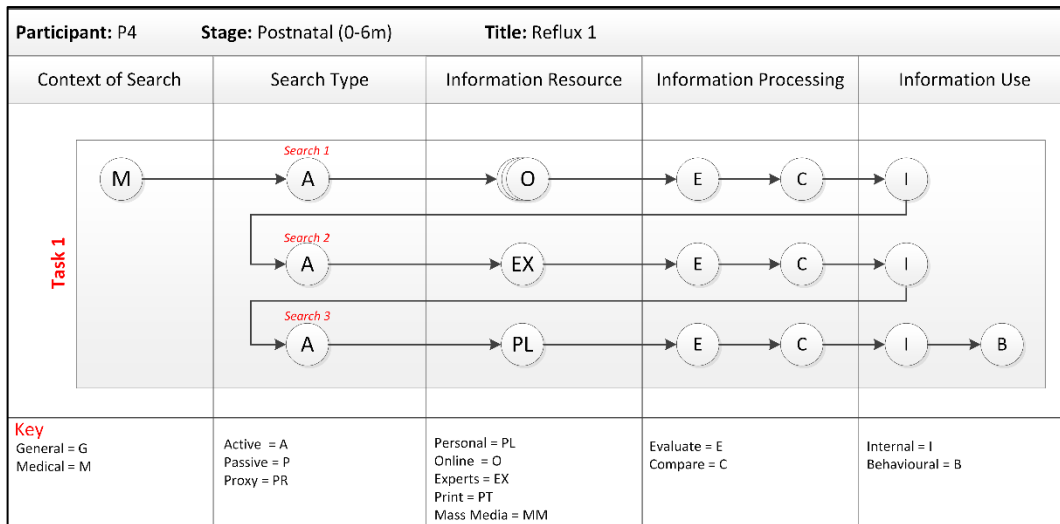 Participant: P4 Stage: Postnatal (0-6m) Title: Reflux 1
Context of Search Search Type Information Resource Information Processing Information Use
Task 1
Search 1
M A O E C I
Search 2
A EX E C I
Search 3
A PL E C I B
Key
General = G
Medical = M
Active = A
Passive = P
Proxy = PR
Personal = PL
Online = O
Experts = EX
Print = PT
Mass Media = MM
Evaluate = E
Compare = C
Internal = I
Behavioural = B